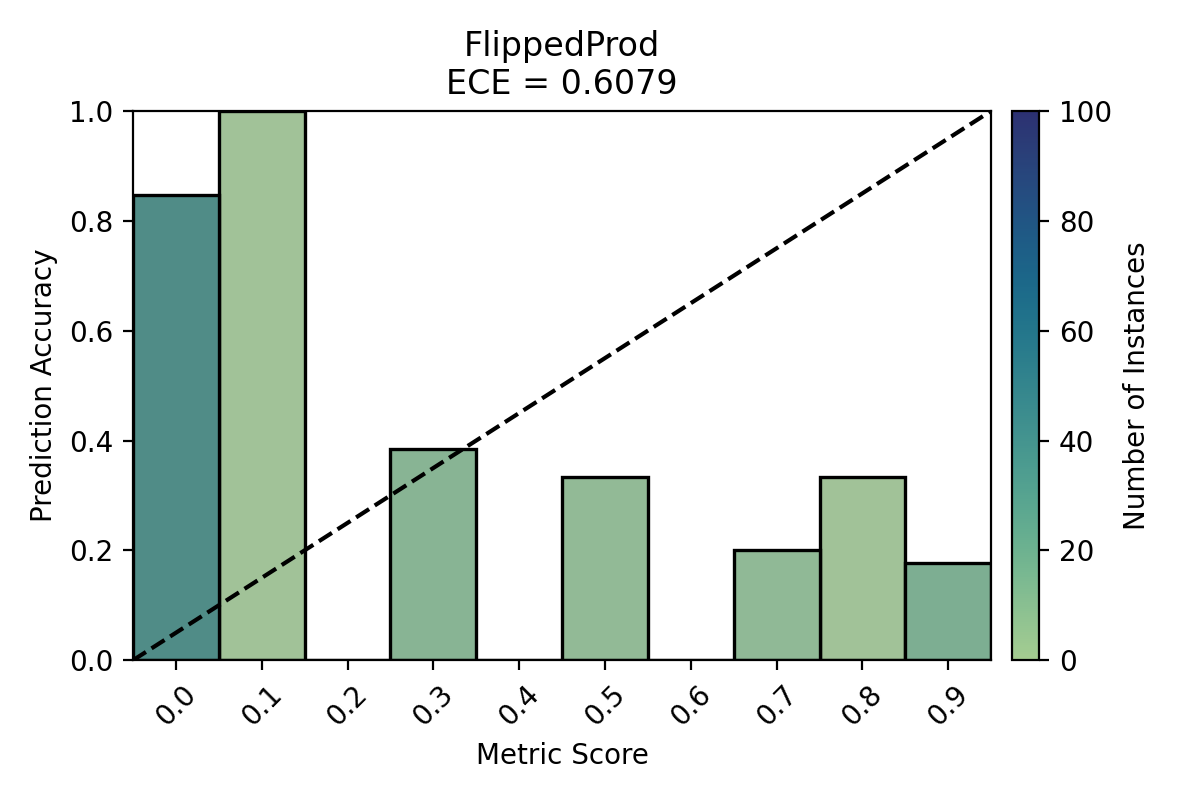 FlippedProd
ECE = 0.6079
1.0
0.8
0.6
0.4
0.2
0.0
Prediction Accuracy
0.0 0.1 0.2 0.3 0.4 0.5 0.6 0.7 0.8 0.9
Metric Score
100
80
60
40
20
0
Number of Instances